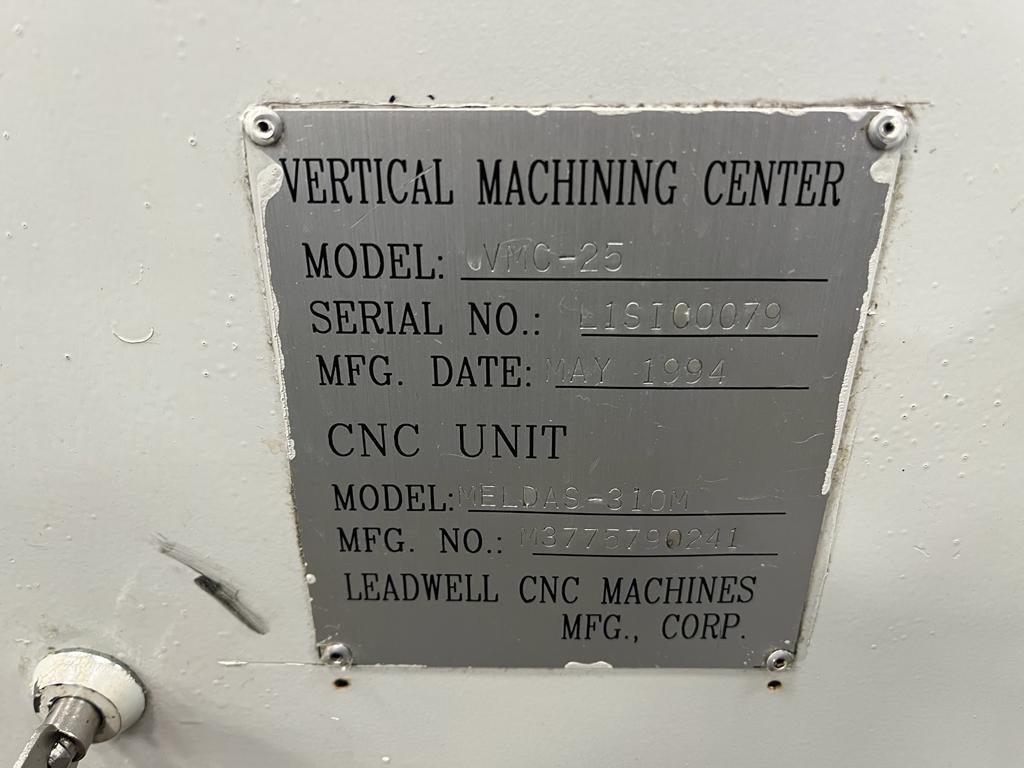 VERTICAL MACHINING CENTER
MODEL: VMC-25
SERIAL NO.: L1SIC0079
MFG. DATE: MAY 1994
CNC UNIT
MODEL: MELDAS-310M
MFG. NO.: M3775790241
LEADWELL CNC MACHINES
MFG., CORP.